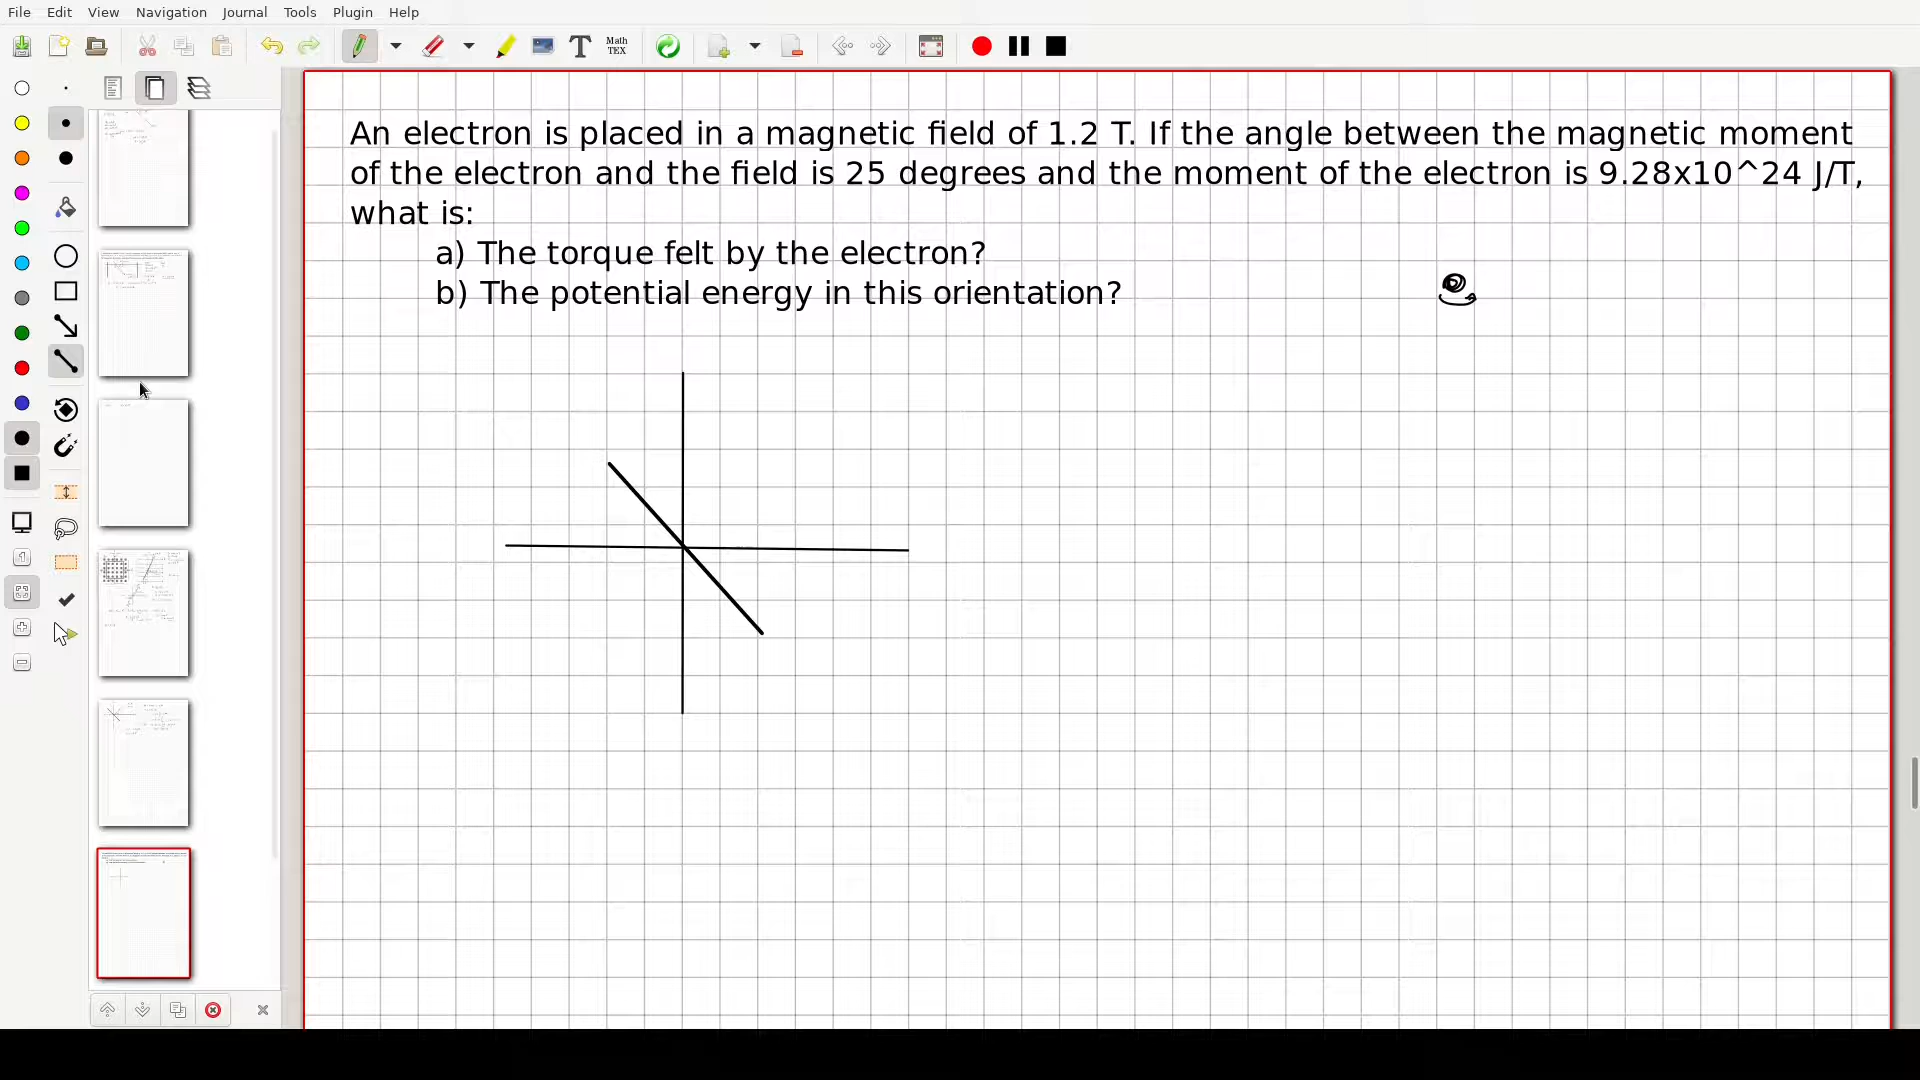 File Edit View Navigation Journal Tools Plugin Help
Math
TEX
An electron is placed in a magnetic field of 1.2 T. If the angle between the magnetic moment
of the electron and the field is 25 degrees and the moment of the electron is 9.28x10^24 J/T,
what is:
a) The torque felt by the electron?
b) The potential energy in this orientation?